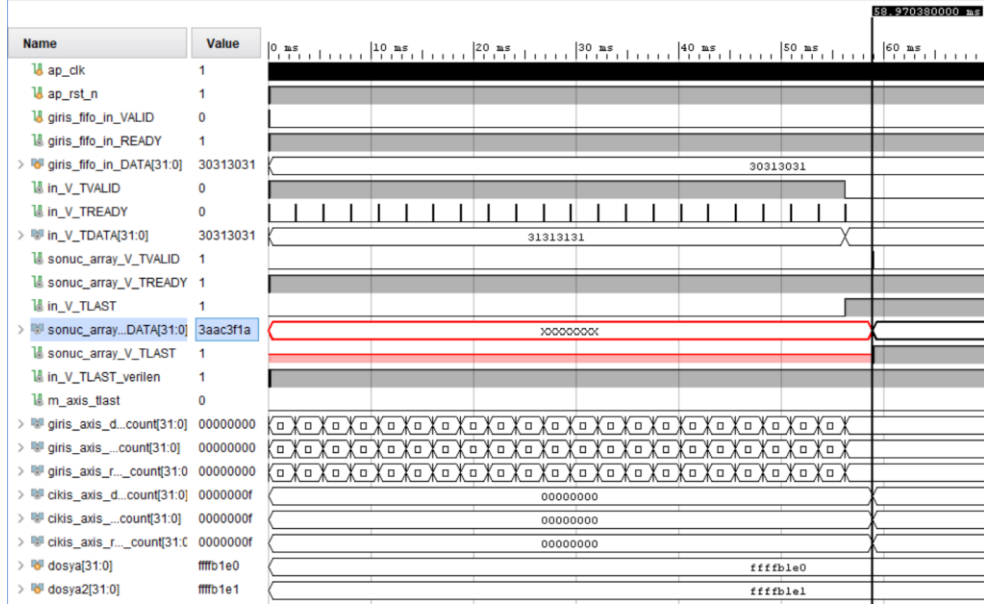 58.970380000 ms
Name Value 0 ms 10 ms 20 ms 30 ms 40 ms 50 ms 60 ms
ap_clk 1
ap_rst_n 1
giris_fifo_in_VALID 0
giris_fifo_in_READY 1
giris_fifo_in_DATA[31:0] 30313031 30313031
in_V_TVALID 0
in_V_TREADY 0
in_V_TDATA[31:0] 30313031 31313131
sonuc_array_V_TVALID 1
sonuc_array_V_TREADY 1
in_V_TLAST 1
sonuc_array...DATA[31:0] 3aac3f1a XXXXXXXX
sonuc_array_V_TLAST 1
in_V_TLAST_verilen 1
m_axis_tlast 0
giris_axis_d...count[31:0] 00000000
giris_axis_...count[31:0] 00000000
giris_axis_r..._count[31:0 00000000
cikis_axis_d...count[31:0] 0000000f 00000000
cikis_axis_...count[31:0] 0000000f 00000000
cikis_axis_r..._count[31:0 0000000f 00000000
dosya[31:0] ffffb1e0 ffffb1e0
dosya2[31:0] ffffb1e1 ffffb1e1